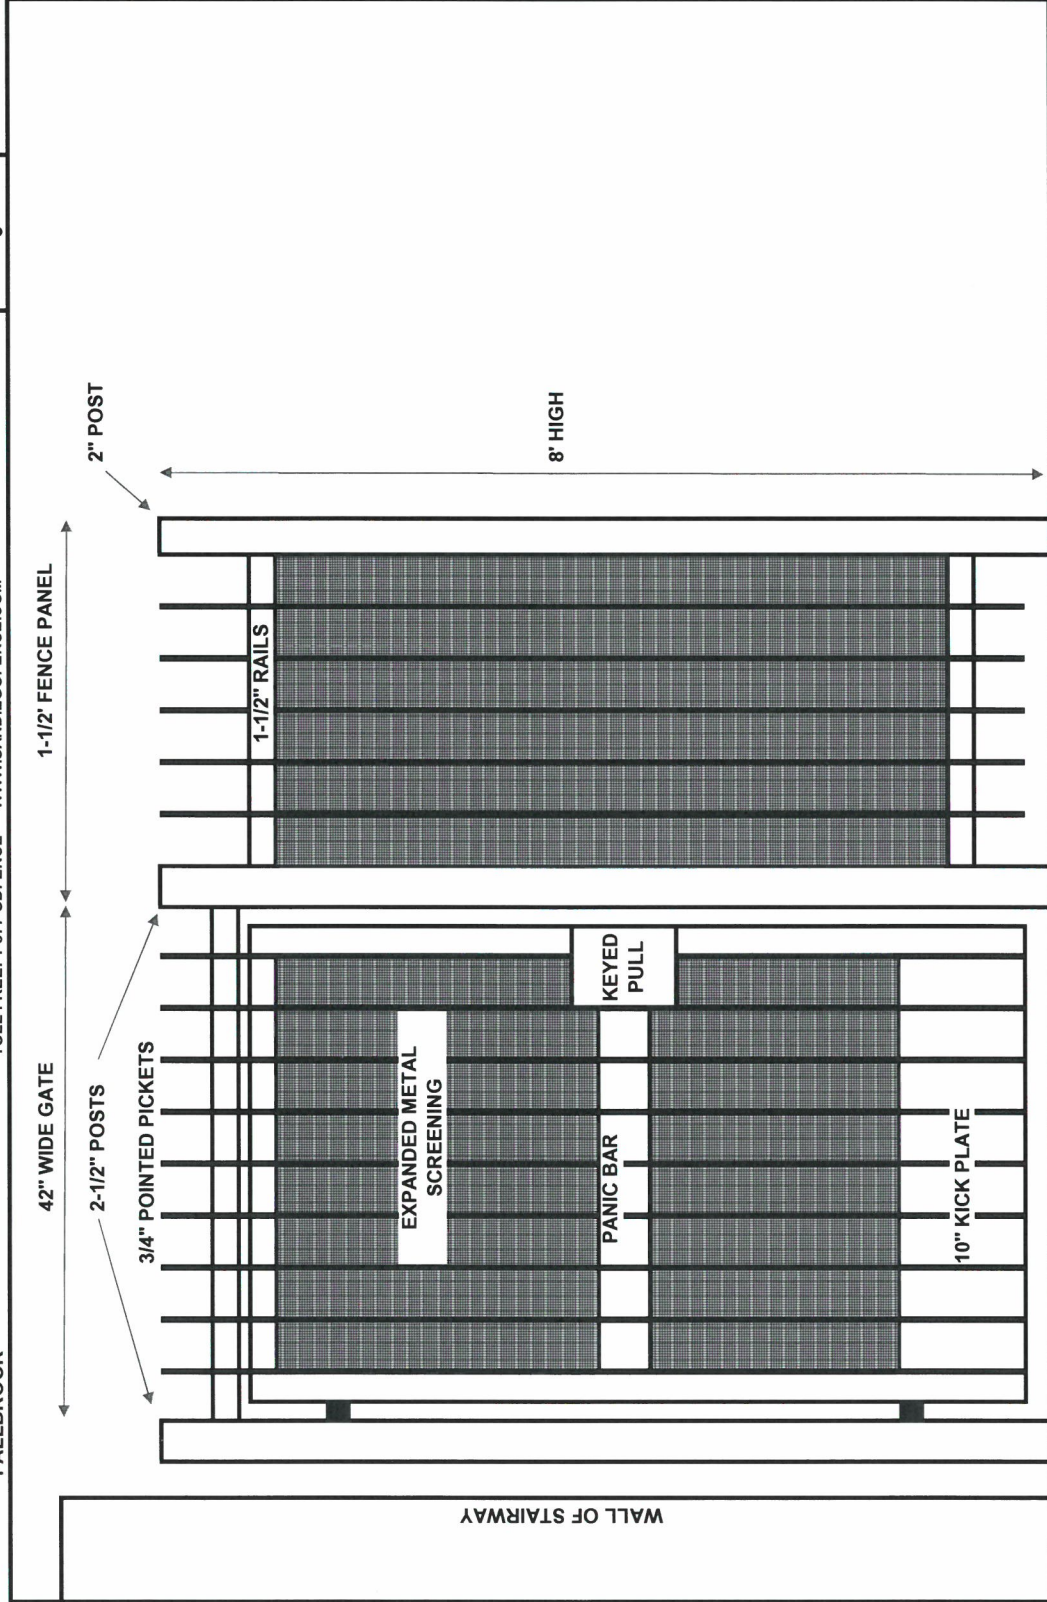 42" WIDE GATE
1-1/2' FENCE PANEL
2-1/2" POSTS
2" POST
3/4" POINTED PICKETS
1-1/2" RAILS
EXPANDED METAL
SCREENING
KEYED
PULL
8' HIGH
PANIC BAR
10" KICK PLATE
WALL OF STAIRWAY